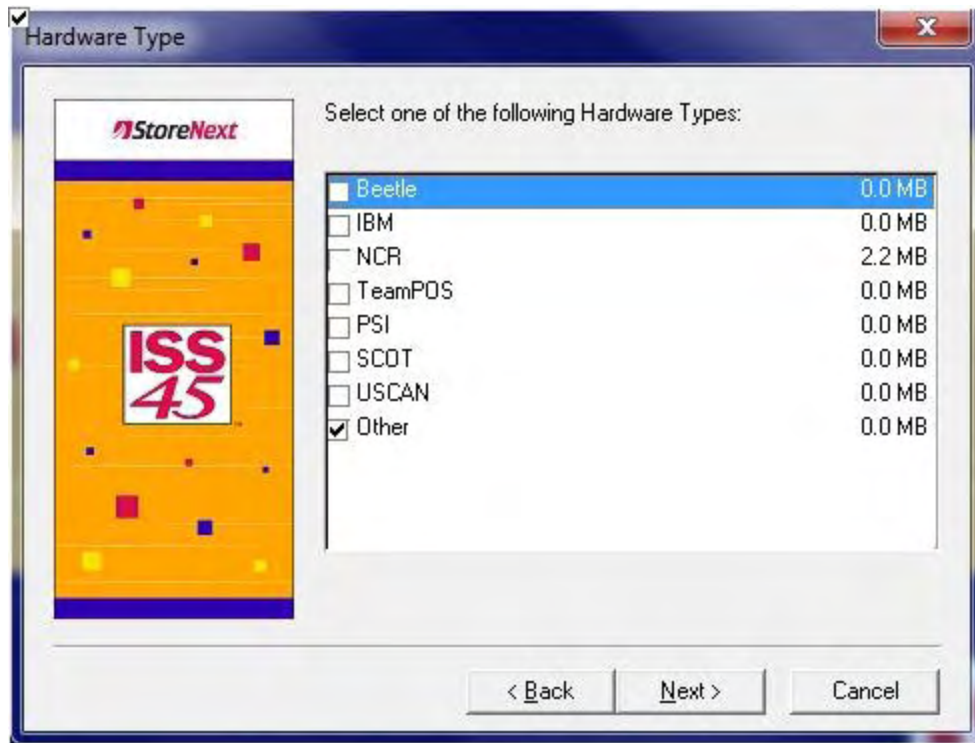 Hardware Type
StoreNext
Select one of the following Hardware Types:
Beetle 0.0 MB
IBM 0.0 MB
NCR 2.2 MB
TeamPOS 0.0 MB
PSI 0.0 MB
SCOT 0.0 MB
USCAN 0.0 MB
Other 0.0 MB
ISS
45
< Back Next > Cancel